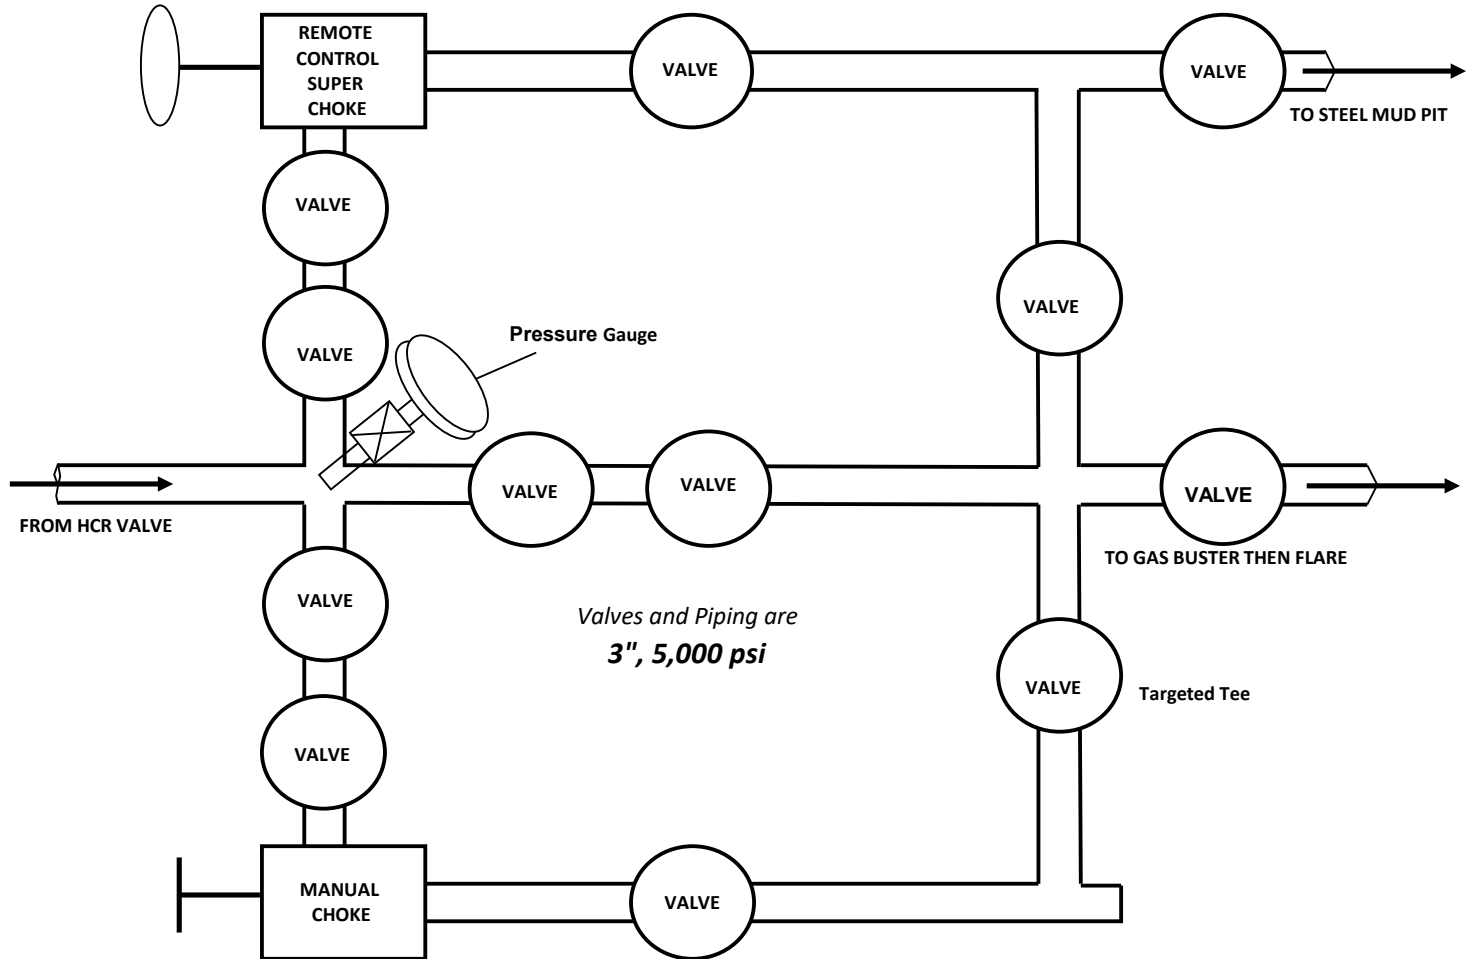 REMOTE
CONTROL
SUPER
CHOKE
VALVE
VALVE
TO STEEL MUD PIT
VALVE
VALVE
VALVE
Pressure Gauge
VALVE
VALVE
VALVE
FROM HCR VALVE
TO GAS BUSTER THEN FLARE
VALVE
Valves and Piping are
3", 5,000 psi
VALVE
Targeted Tee
VALVE
MANUAL
CHOKE
VALVE